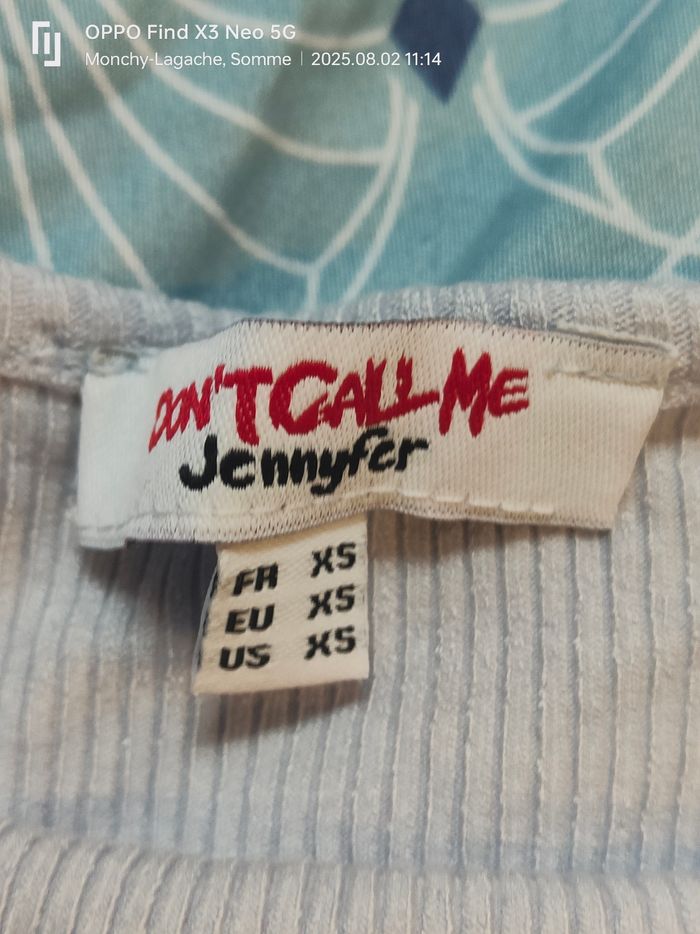 OPPO Find X3 Neo 5G
Monchy-Lagache, Somme | 2025.08.02 11:14
DON'T CALL ME
Jennyfer
FR XS
EU XS
US XS